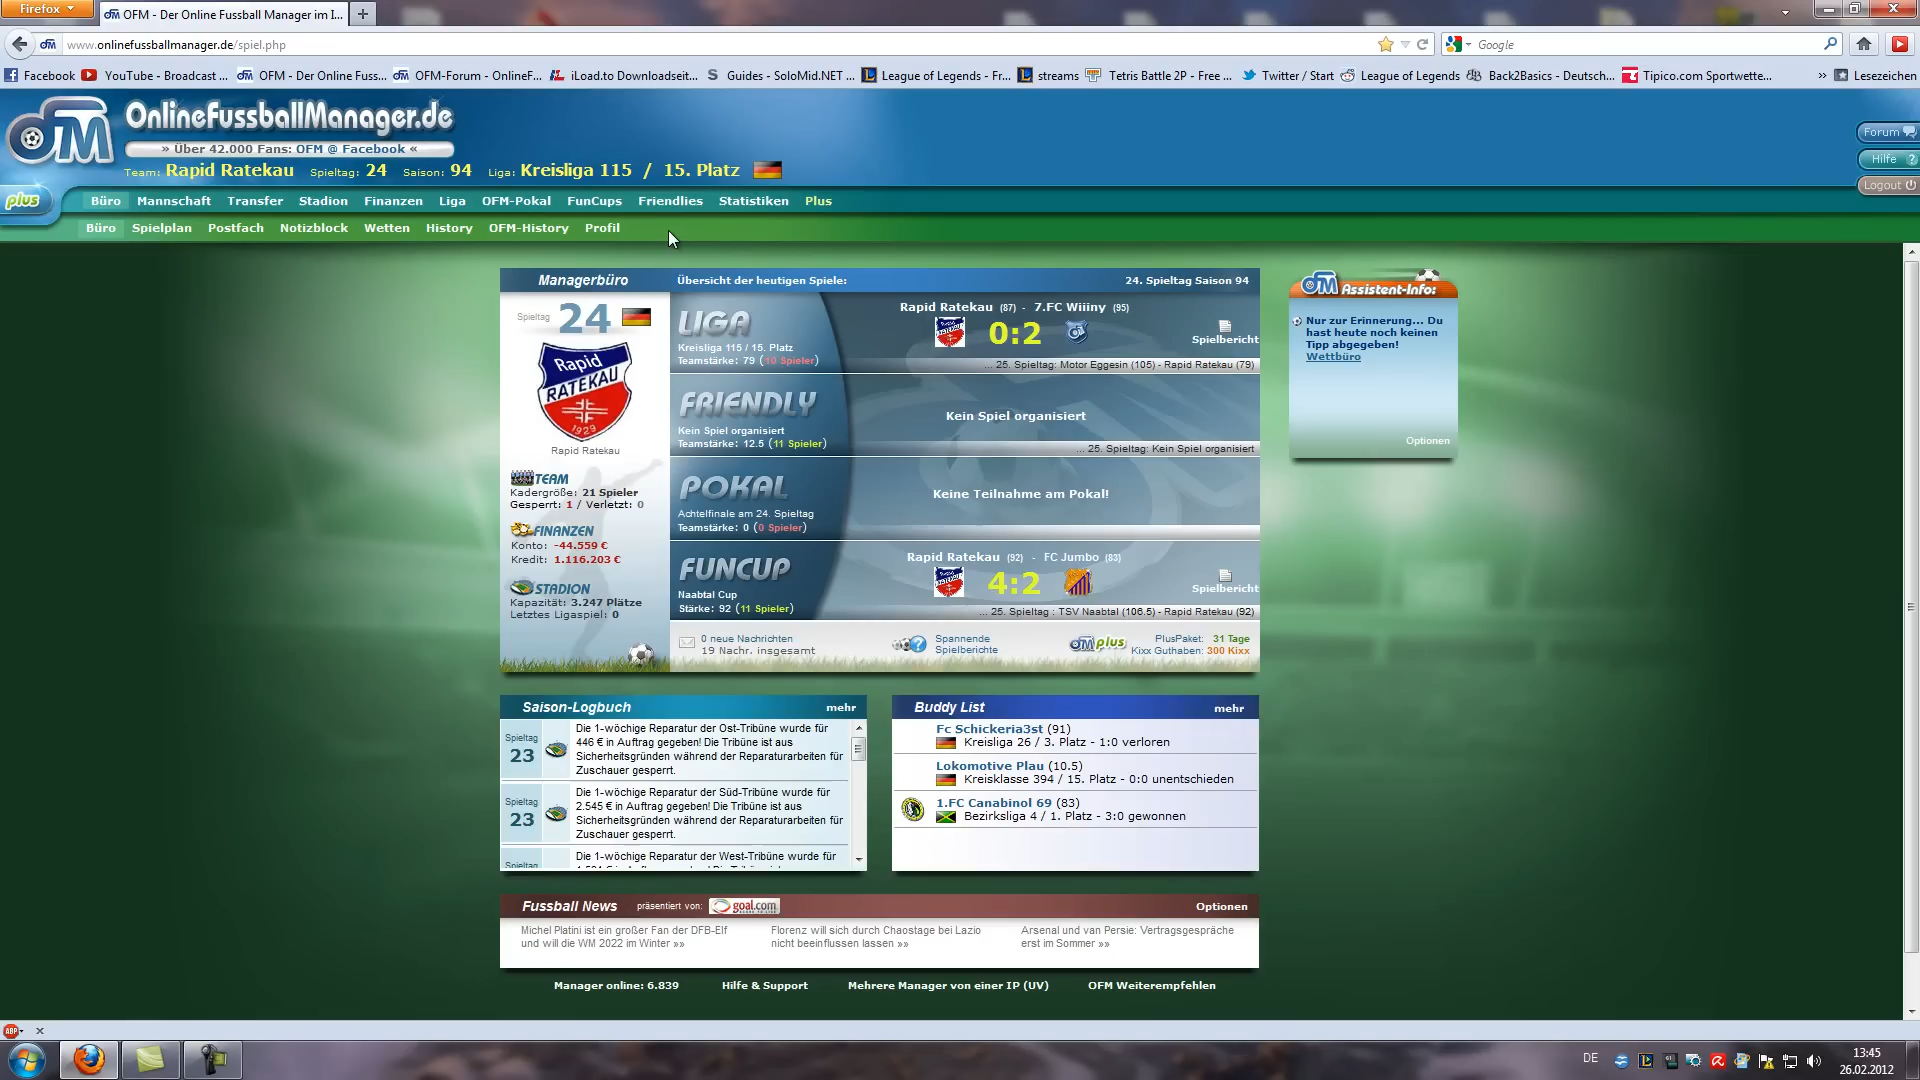 Firefox
OFM - Der Online Fussball Manager im I...
www.onlinefussballmanager.de/spiel.php
Google
Facebook
YouTube - Broadcast ...
OFM - Der Online Fuss...
OFM-Forum - OnlineF...
iLoad.to Downloadseit...
Guides - SoloMid.NET ...
League of Legends - Fr...
streams
Tetris Battle 2P - Free ...
Twitter / Start
League of Legends
Back2Basics - Deutsch...
Tipico.com Sportwette...
»
Lesezeichen
OFM
OnlineFussballManager.de
» Über 42.000 Fans: OFM @ Facebook «
Team: Rapid Ratekau Spieltag: 24 Saison: 94 Liga: Kreisliga 115 / 15. Platz
Forum
Hilfe ?
Logout
plus
Büro Mannschaft Transfer Stadion Finanzen Liga OFM-Pokal FunCups Friendlies Statistiken Plus
Büro Spielplan Postfach Notizblock Wetten History OFM-History Profil
Managerbüro
Spieltag 24
Rapid
RATEKAU
1929
Rapid Ratekau
TEAM
Kadergröße: 21 Spieler
Gesperrt: 1 / Verletzt: 0
FINANZEN
Konto: -44.559 €
Kredit: 1.116.203 €
STADION
Kapazität: 3.247 Plätze
Letztes Ligaspiel: 0
Übersicht der heutigen Spiele:
24. Spieltag Saison 94
LIGA
Kreisliga 115 / 15. Platz
Teamstärke: 79 (10 Spieler)
Rapid Ratekau (87) - 7.FC Wiiiny (95)
0:2
Spielbericht
... 25. Spieltag: Motor Eggesin (105) - Rapid Ratekau (79)
FRIENDLY
Kein Spiel organisiert
Teamstärke: 12.5 (11 Spieler)
Kein Spiel organisiert
... 25. Spieltag: Kein Spiel organisiert
POKAL
Achtelfinale am 24. Spieltag
Teamstärke: 0 (0 Spieler)
Keine Teilnahme am Pokal!
FUNCUP
Naabtal Cup
Stärke: 92 (11 Spieler)
Rapid Ratekau (92) - FC Jumbo (83)
4:2
Spielbericht
... 25. Spieltag : TSV Naabtal (106.5) - Rapid Ratekau (92)
0 neue Nachrichten
19 Nachr. insgesamt
Spannende
Spielberichte
OFM plus
PlusPaket: 31 Tage
Kixx Guthaben: 300 Kixx
OFM Assistent-Info:
Nur zur Erinnerung... Du
hast heute noch keinen
Tipp abgegeben!
Wettbüro
Optionen
Saison-Logbuch
mehr
Spieltag
23
Die 1-wöchige Reparatur der Ost-Tribüne wurde für
446 € in Auftrag gegeben! Die Tribüne ist aus
Sicherheitsgründen während der Reparaturarbeiten für
Zuschauer gesperrt.
Spieltag
23
Die 1-wöchige Reparatur der Süd-Tribüne wurde für
2.545 € in Auftrag gegeben! Die Tribüne ist aus
Sicherheitsgründen während der Reparaturarbeiten für
Zuschauer gesperrt.
Spieltag
Die 1-wöchige Reparatur der West-Tribüne wurde für
Buddy List
mehr
Fc Schickeria3st (91)
Kreisliga 26 / 3. Platz - 1:0 verloren
Lokomotive Plau (10.5)
Kreisklasse 394 / 15. Platz - 0:0 unentschieden
1.FC Canabinol 69 (83)
Bezirksliga 4 / 1. Platz - 3:0 gewonnen
Fussball News
präsentiert von:
goal.com
Optionen
Michel Platini ist ein großer Fan der DFB-Elf
und will die WM 2022 im Winter »»
Florenz will sich durch Chaostage bei Lazio
nicht beeinflussen lassen »»
Arsenal und van Persie: Vertragsgespräche
erst im Sommer »»
Manager online: 6.839
Hilfe & Support
Mehrere Manager von einer IP (UV)
OFM Weiterempfehlen
ABP
DE
13:45
26.02.2012